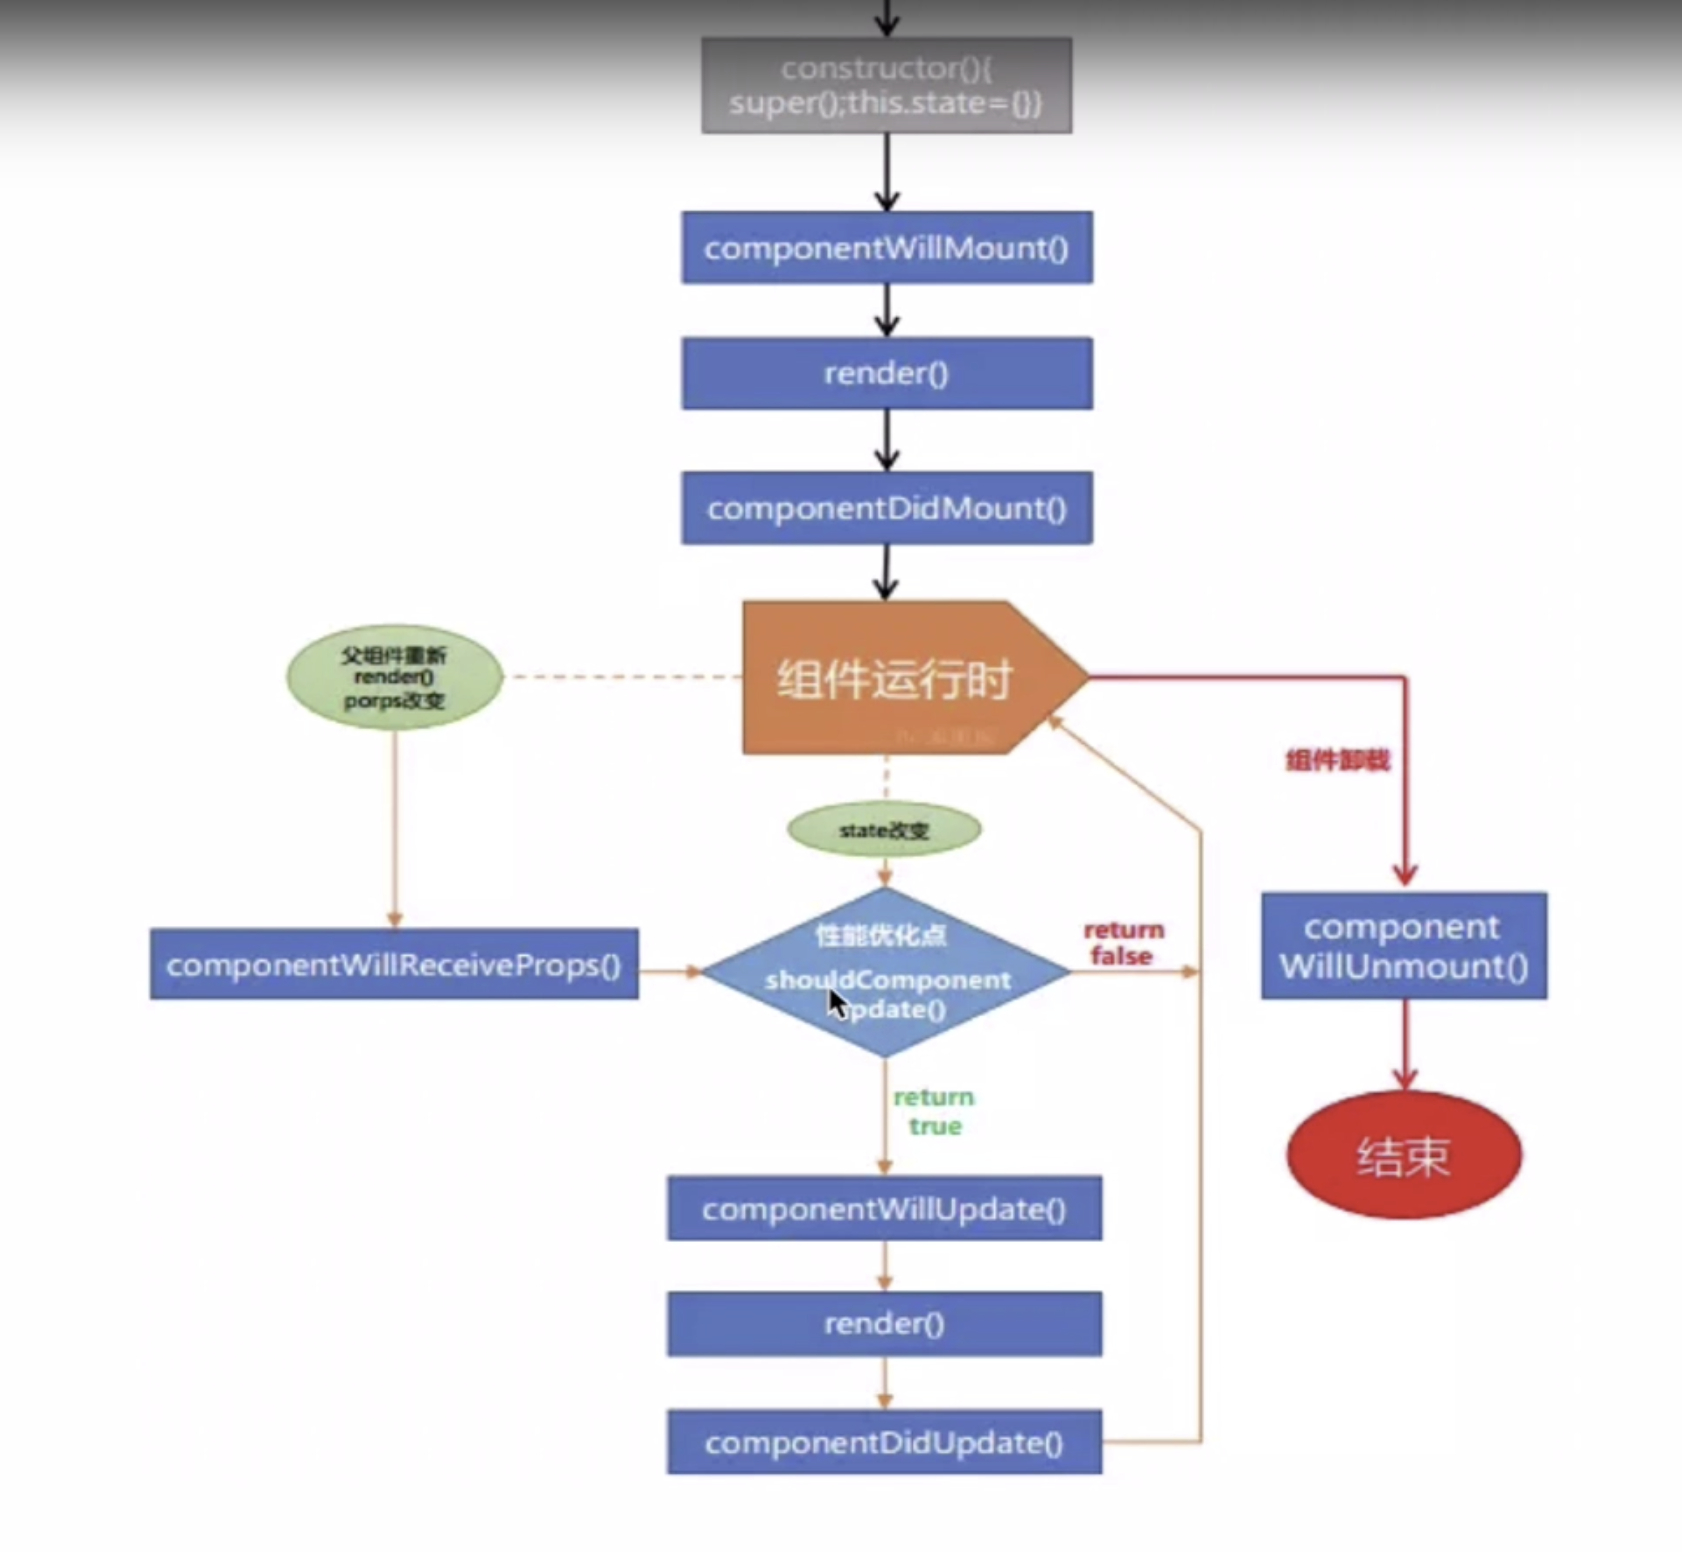 constructor(){
super();this.state={}}
componentWillMount()
render()
componentDidMount()
组件运行时
父组件重新
render()
porps改变
组件卸载
state改变
componentWillReceiveProps()
性能优化点
shouldComponent
pdate()
return
false
component
WillUnmount()
return
true
结束
componentWillUpdate()
render()
componentDidUpdate()